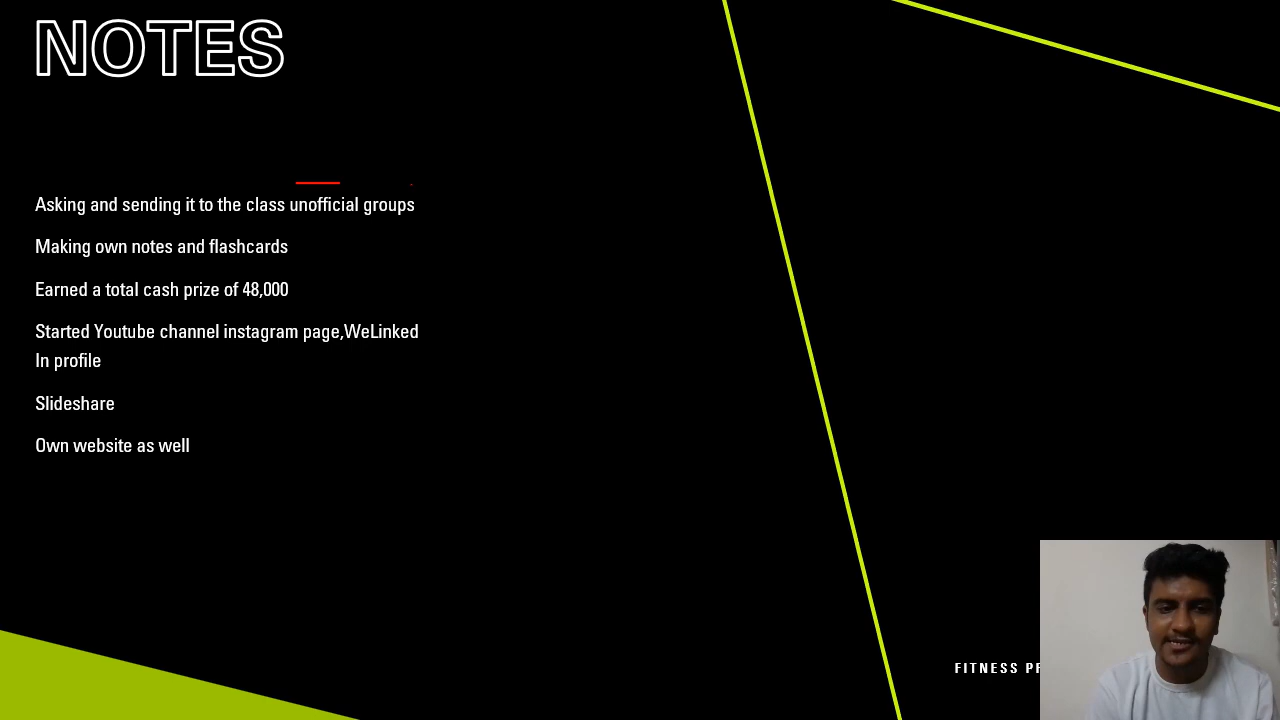 NOTES
Asking and sending it to the class unofficial groups
Making own notes and flashcards
Earned a total cash prize of 48,000
Started Youtube channel instagram page,WeLinked
In profile
Slideshare
Own website as well
FITNESS